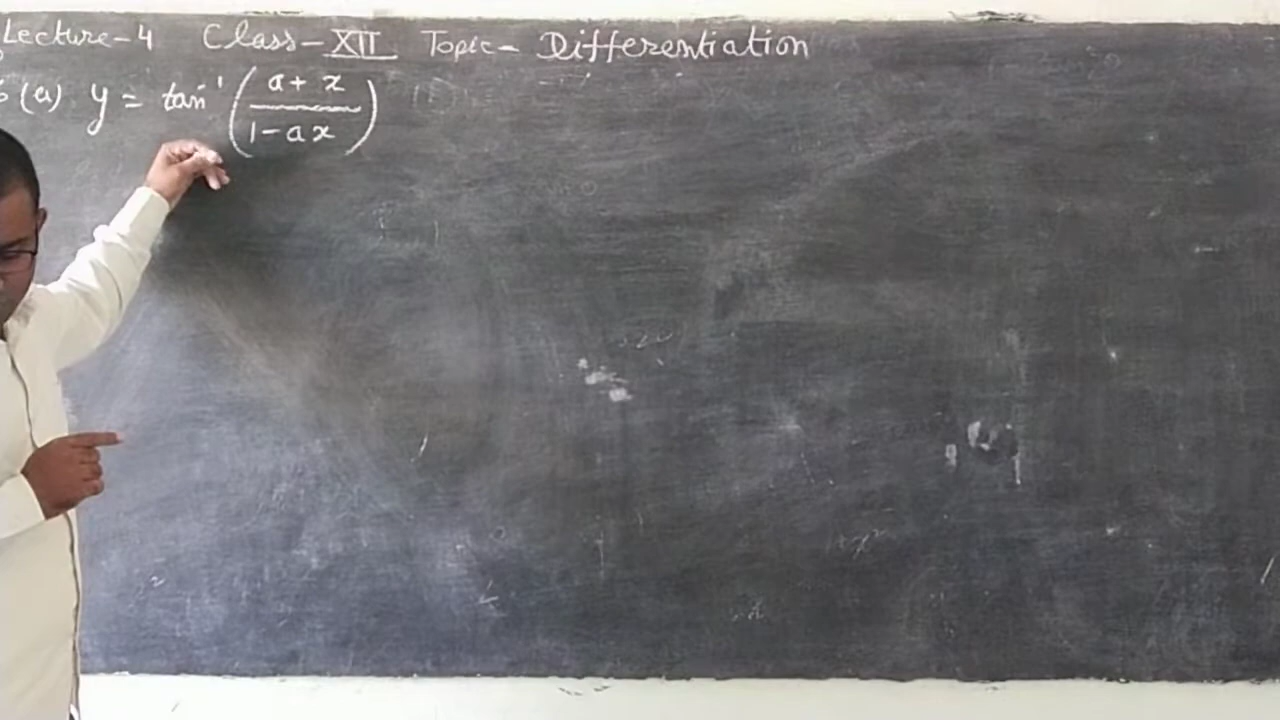 Lecture-4 Class-XII Topic- Differentiation
(a) y = tan⁻¹ (a+x / 1-ax)